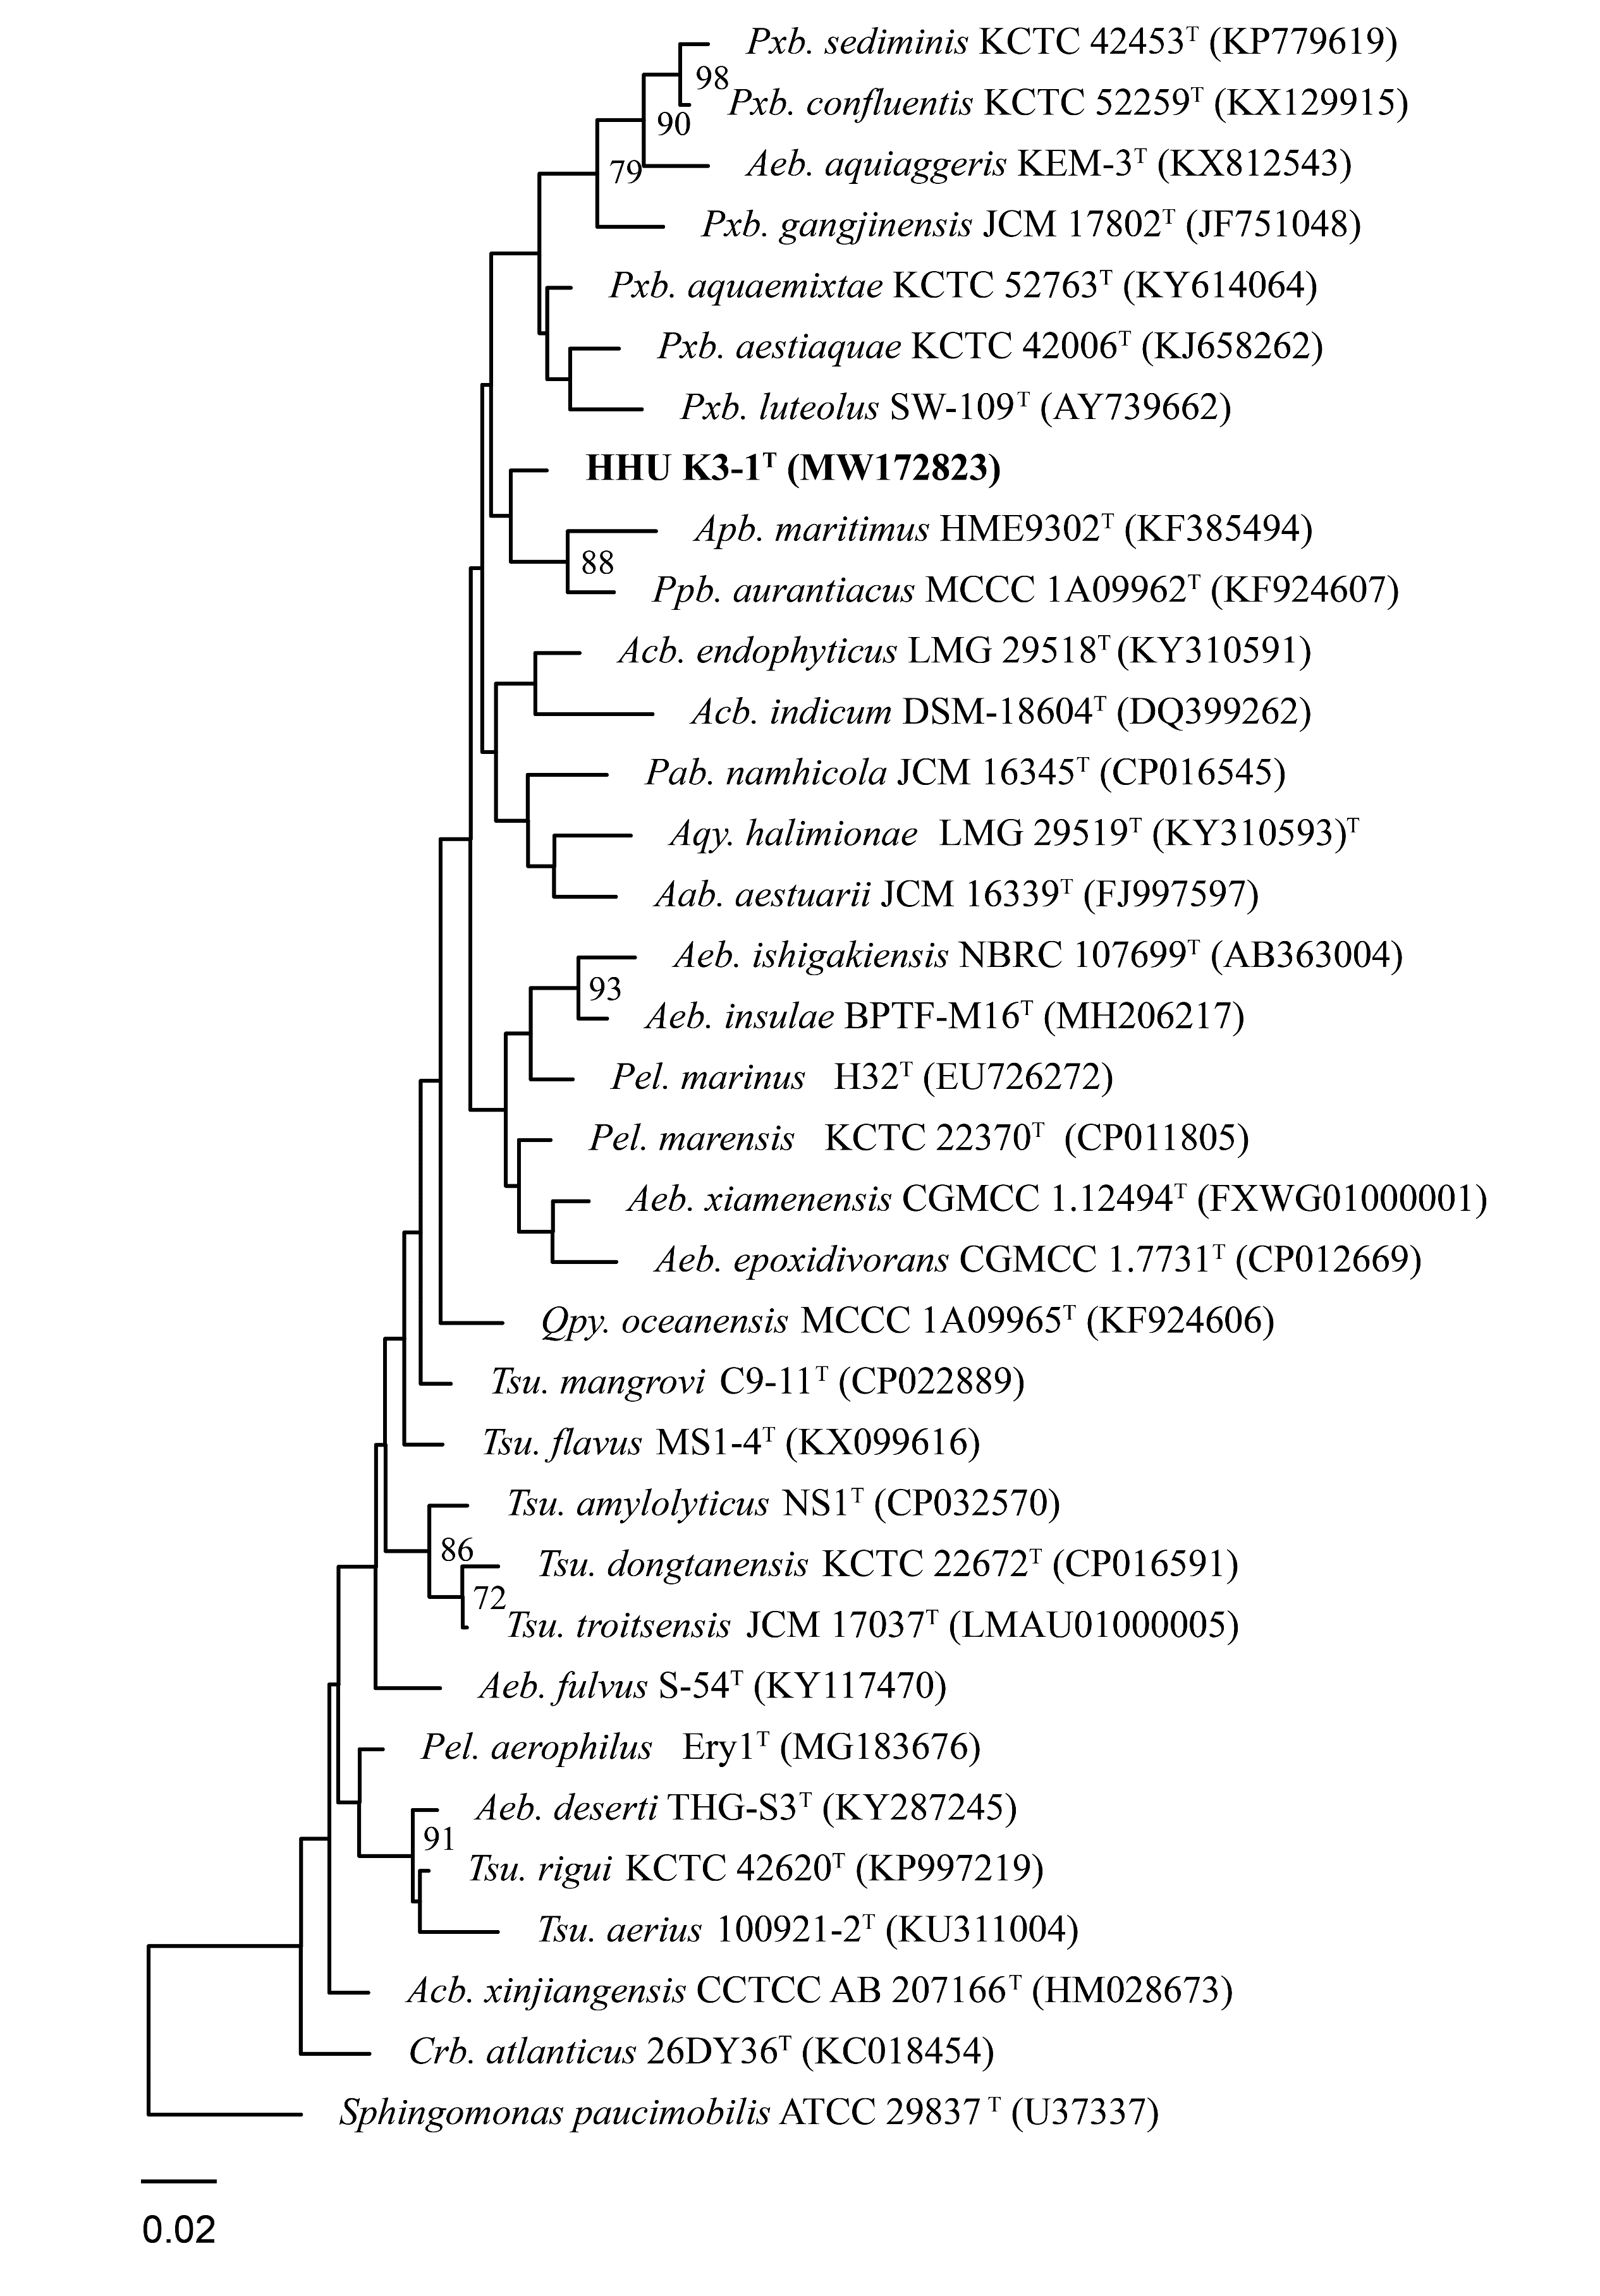 Pxb. sediminis KCTC 42453ᵀ (KP779619)
98
Pxb. confluentis KCTC 52259ᵀ (KX129915)
90
Aeb. aquiaggeris KEM-3ᵀ (KX812543)
79
Pxb. gangjinensis JCM 17802ᵀ (JF751048)
Pxb. aquaemixtae KCTC 52763ᵀ (KY614064)
Pxb. aestiaquae KCTC 42006ᵀ (KJ658262)
Pxb. luteolus SW-109ᵀ (AY739662)
HHU K3-1ᵀ (MW172823)
Apb. maritimus HME9302ᵀ (KF385494)
88
Ppb. aurantiacus MCCC 1A09962ᵀ (KF924607)
Acb. endophyticus LMG 29518ᵀ (KY310591)
Acb. indicum DSM-18604ᵀ (DQ399262)
Pab. namhicola JCM 16345ᵀ (CP016545)
Aqy. halimionae LMG 29519ᵀ (KY310593)ᵀ
Aab. aestuarii JCM 16339ᵀ (FJ997597)
Aeb. ishigakiensis NBRC 107699ᵀ (AB363004)
93
Aeb. insulae BPTF-M16ᵀ (MH206217)
Pel. marinus H32ᵀ (EU726272)
Pel. marensis KCTC 22370ᵀ (CP011805)
Aeb. xiamenensis CGMCC 1.12494ᵀ (FXWG01000001)
Aeb. epoxidivorans CGMCC 1.7731ᵀ (CP012669)
Qpy. oceanensis MCCC 1A09965ᵀ (KF924606)
Tsu. mangrovi C9-11ᵀ (CP022889)
Tsu. flavus MS1-4ᵀ (KX099616)
Tsu. amylolyticus NS1ᵀ (CP032570)
86
Tsu. dongtanensis KCTC 22672ᵀ (CP016591)
72
Tsu. troitsensis JCM 17037ᵀ (LMAU01000005)
Aeb. fulvus S-54ᵀ (KY117470)
Pel. aerophilus Ery1ᵀ (MG183676)
Aeb. deserti THG-S3ᵀ (KY287245)
91
Tsu. rigui KCTC 42620ᵀ (KP997219)
Tsu. aerius 100921-2ᵀ (KU311004)
Acb. xinjiangensis CCTCC AB 207166ᵀ (HM028673)
Crb. atlanticus 26DY36ᵀ (KC018454)
Sphingomonas paucimobilis ATCC 29837 ᵀ (U37337)
0.02